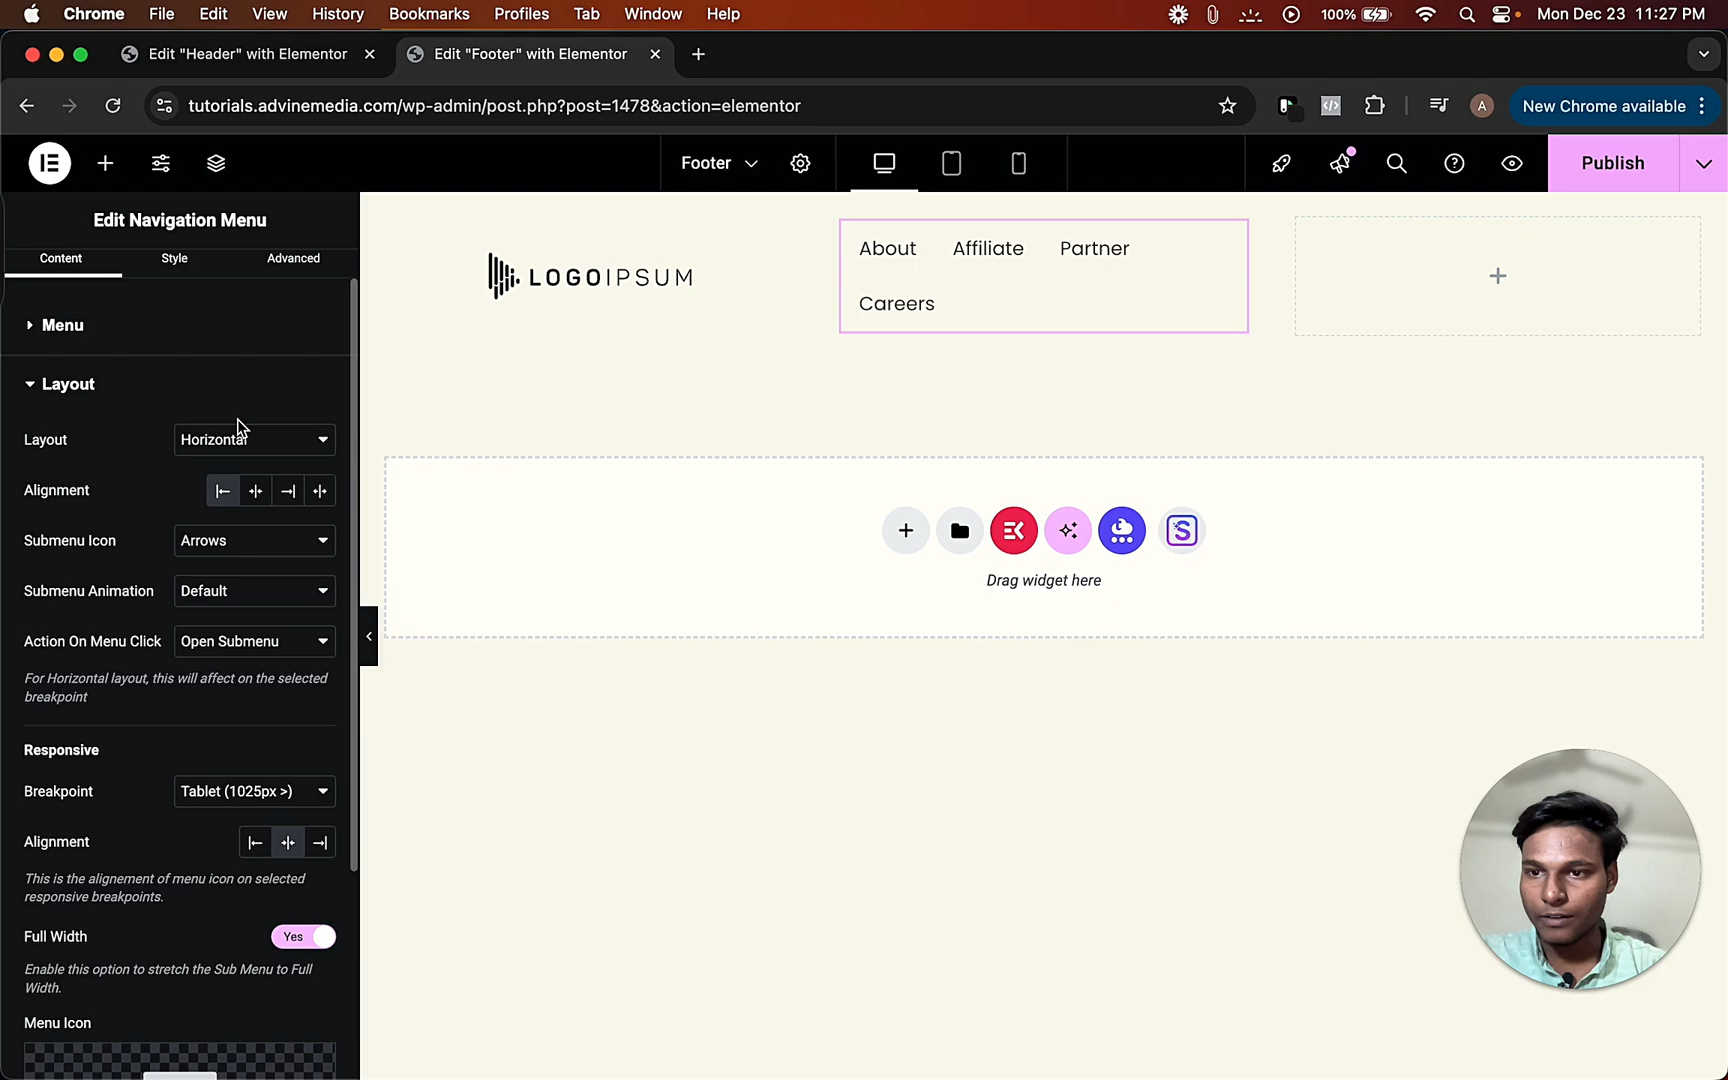 Chrome File Edit View History Bookmarks Profiles Tab Window Help 100% Mon Dec 23 11:27 PM
Edit "Header" with Elementor Edit "Footer" with Elementor
tutorials.advinemedia.com/wp-admin/post.php?post=1478&action=elementor A New Chrome available
Footer Publish
Edit Navigation Menu
Content Style Advanced
Menu
Layout
Layout Horizontal
Alignment
Submenu Icon Arrows
Submenu Animation Default
Action On Menu Click Open Submenu
For Horizontal layout, this will affect on the selected
breakpoint
Responsive
Breakpoint Tablet (1025px >)
Alignment
This is the alignement of menu icon on selected
responsive breakpoints.
Full Width Yes
Enable this option to stretch the Sub Menu to Full
Width.
Menu Icon
LOGOIPSUM
About Affiliate Partner
Careers
Drag widget here